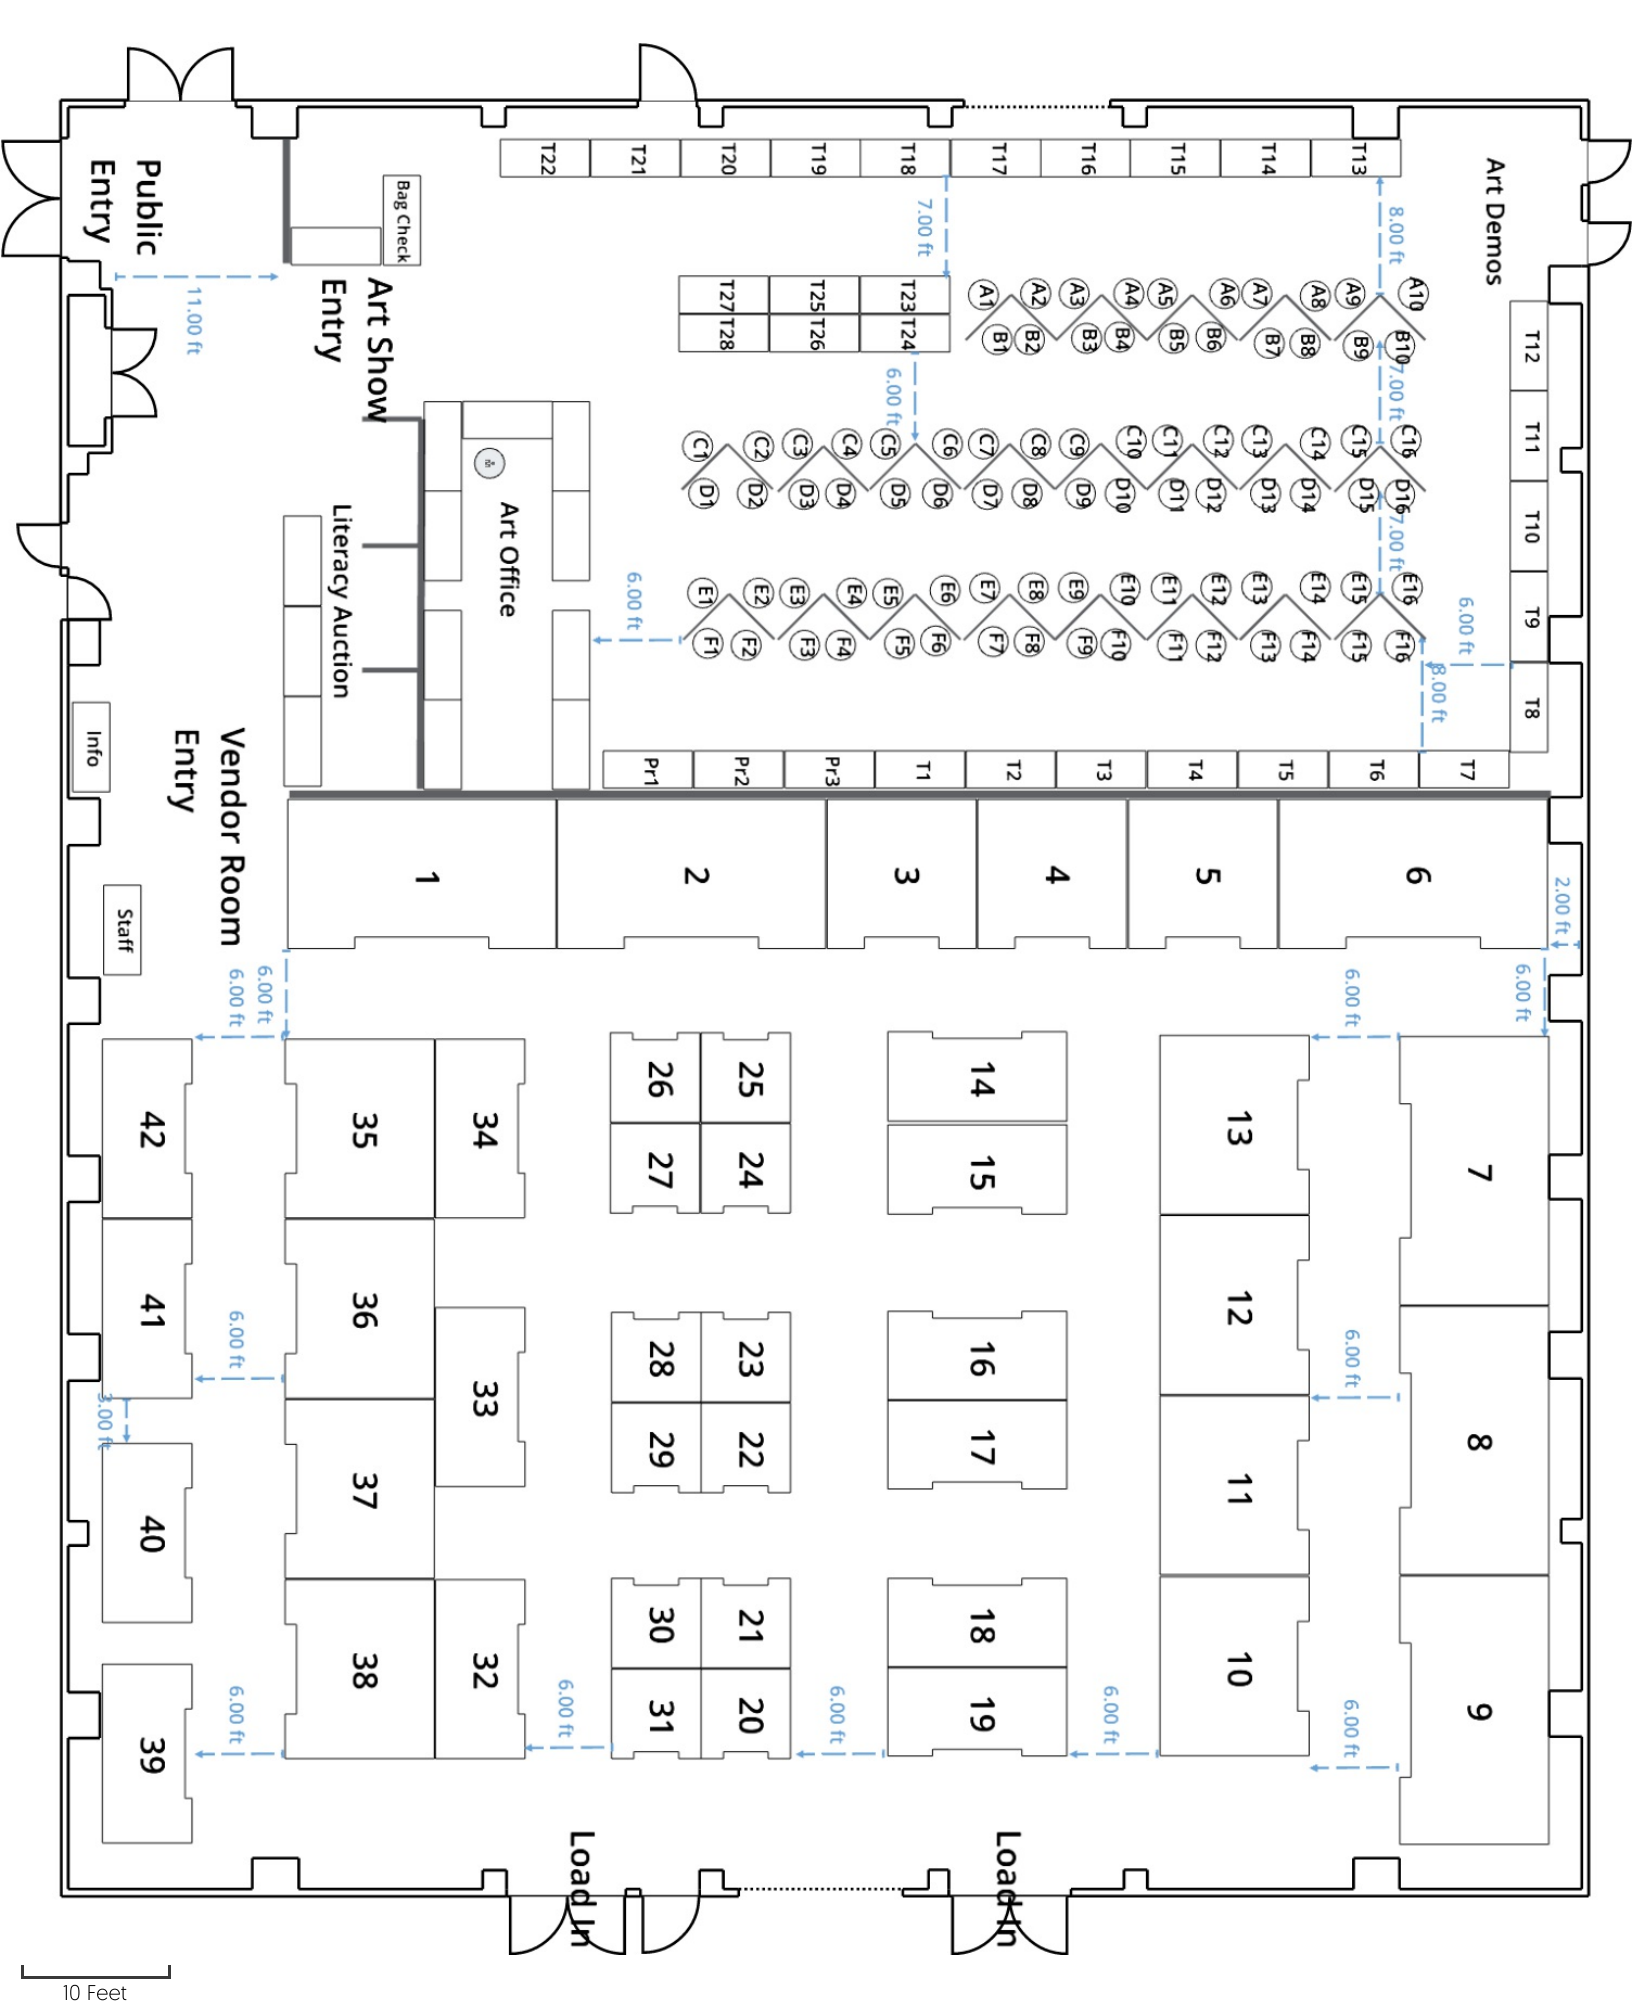 Public
Entry
Bag Check
Art Show
Entry
11.00 ft
T22
T21
T20
T19
T18
T17
T16
T15
T14
T13
Art Demos
7.00 ft
8.00 ft
T27
T25
T23
T28
T26
T24
A1
A2
A3
A4
A5
A6
A7
A8
A9
A10
B1
B2
B3
B4
B5
B6
B7
B8
B9
B10
T12
T11
T10
T9
T8
6.00 ft
7.00 ft
C1
C2
C3
C4
C5
C6
C7
C8
C9
C10
C11
C12
C13
C14
C15
C16
D1
D2
D3
D4
D5
D6
D7
D8
D9
D10
D11
D12
D13
D14
D15
D16
7.00 ft
Art Office
Literacy Auction
6.00 ft
E1
E2
E3
E4
E5
E6
E7
E8
E9
E10
E11
E12
E13
E14
E15
E16
F1
F2
F3
F4
F5
F6
F7
F8
F9
F10
F11
F12
F13
F14
F15
F16
6.00 ft
8.00 ft
Info
Vendor Room
Entry
Pr1
Pr2
Pr3
T1
T2
T3
T4
T5
T6
T7
Staff
1
2
3
4
5
6
2.00 ft
6.00 ft
6.00 ft
6.00 ft
6.00 ft
42
35
34
26
25
14
13
7
27
24
15
41
36
33
28
23
16
12
8
6.00 ft
6.00 ft
3.00 ft
29
22
17
11
40
37
30
21
18
10
9
39
38
32
31
20
19
6.00 ft
6.00 ft
6.00 ft
6.00 ft
6.00 ft
Load In
Load In
10 Feet